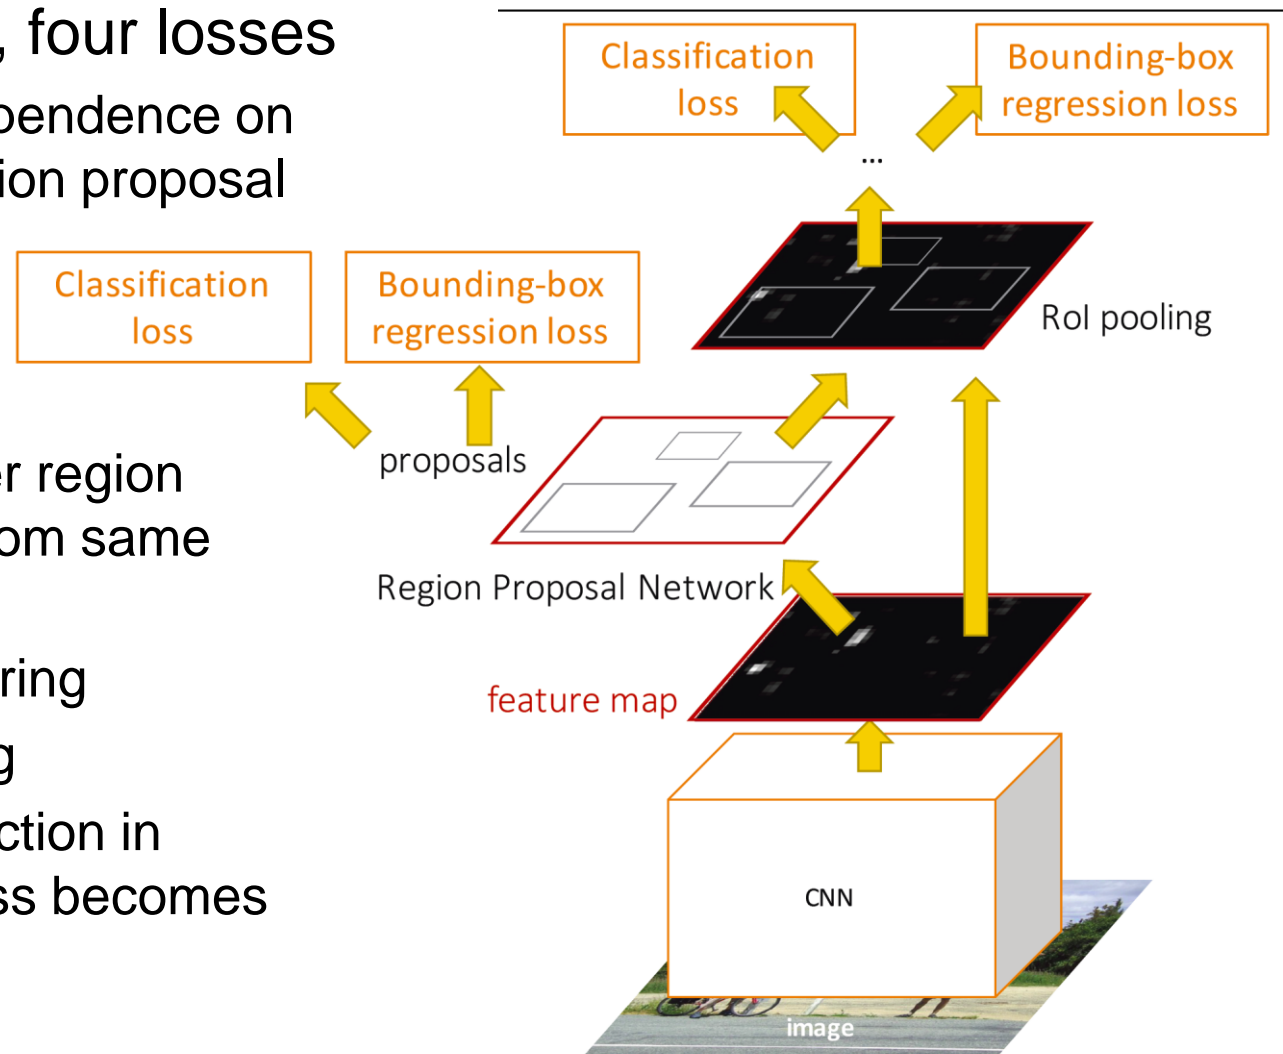 , four losses
pendence on
ion proposal
er region
om same
ring
g
ction in
ss becomes
Classification
loss
Bounding-box
regression loss
...
RoI pooling
Classification
loss
Bounding-box
regression loss
proposals
Region Proposal Network
feature map
CNN
image